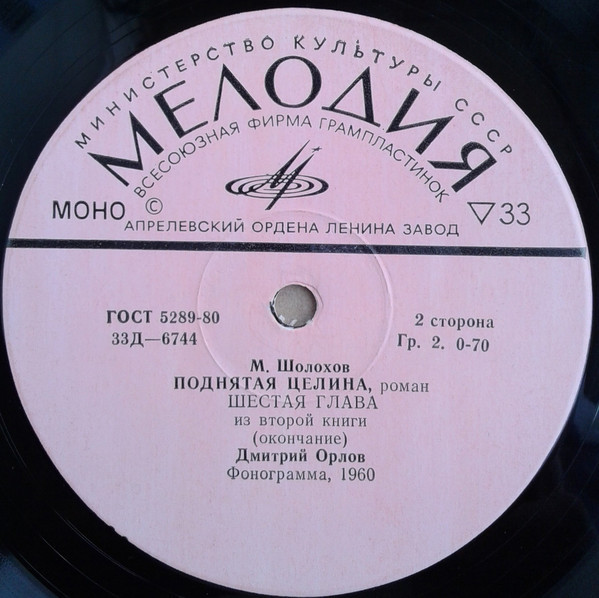 МИНИСТЕРСТВО КУЛЬТУРЫ СССР
МЕЛОДИЯ
ВСЕСОЮЗНАЯ ФИРМА ГРАМПЛАСТИНОК
МОНО © ▽33
АПРЕЛЕВСКИЙ ОРДЕНА ЛЕНИНА ЗАВОД
ГОСТ 5289-80 2 сторона
33Д—6744 Гр. 2. 0-70
М. Шолохов
ПОДНЯТАЯ ЦЕЛИНА, роман
ШЕСТАЯ ГЛАВА
из второй книги
(окончание)
Дмитрий Орлов
Фонограмма, 1960